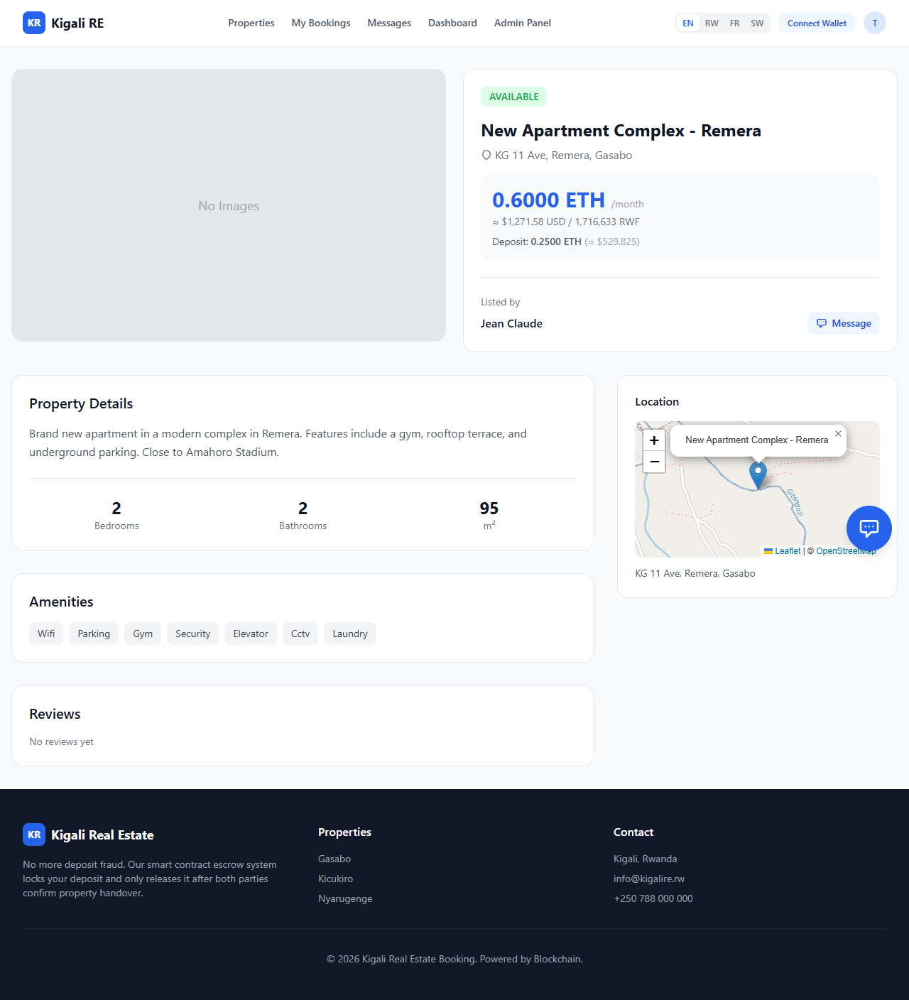 KR Kigali RE
Properties My Bookings Messages Dashboard Admin Panel
EN RW FR SW
Connect Wallet
T
No Images
AVAILABLE
New Apartment Complex - Remera
KG 11 Ave, Remera, Gasabo
0.6000 ETH /month
≈ $1,271.58 USD / 1,716,633 RWF
Deposit: 0.2500 ETH (≈ $529.825)
Listed by
Jean Claude
Message
Property Details
Brand new apartment in a modern complex in Remera. Features include a gym, rooftop terrace, and
underground parking. Close to Amahoro Stadium.
2 2 95
Bedrooms Bathrooms m²
Location
+
−
New Apartment Complex - Remera
×
Gitangazi
Leaflet | © OpenStreetMap
KG 11 Ave, Remera, Gasabo
Amenities
Wifi Parking Gym Security Elevator Cctv Laundry
Reviews
No reviews yet
KR Kigali Real Estate
No more deposit fraud. Our smart contract escrow system
locks your deposit and only releases it after both parties
confirm property handover.
Properties
Gasabo
Kicukiro
Nyarugenge
Contact
Kigali, Rwanda
info@kigalire.rw
+250 788 000 000
© 2026 Kigali Real Estate Booking. Powered by Blockchain.